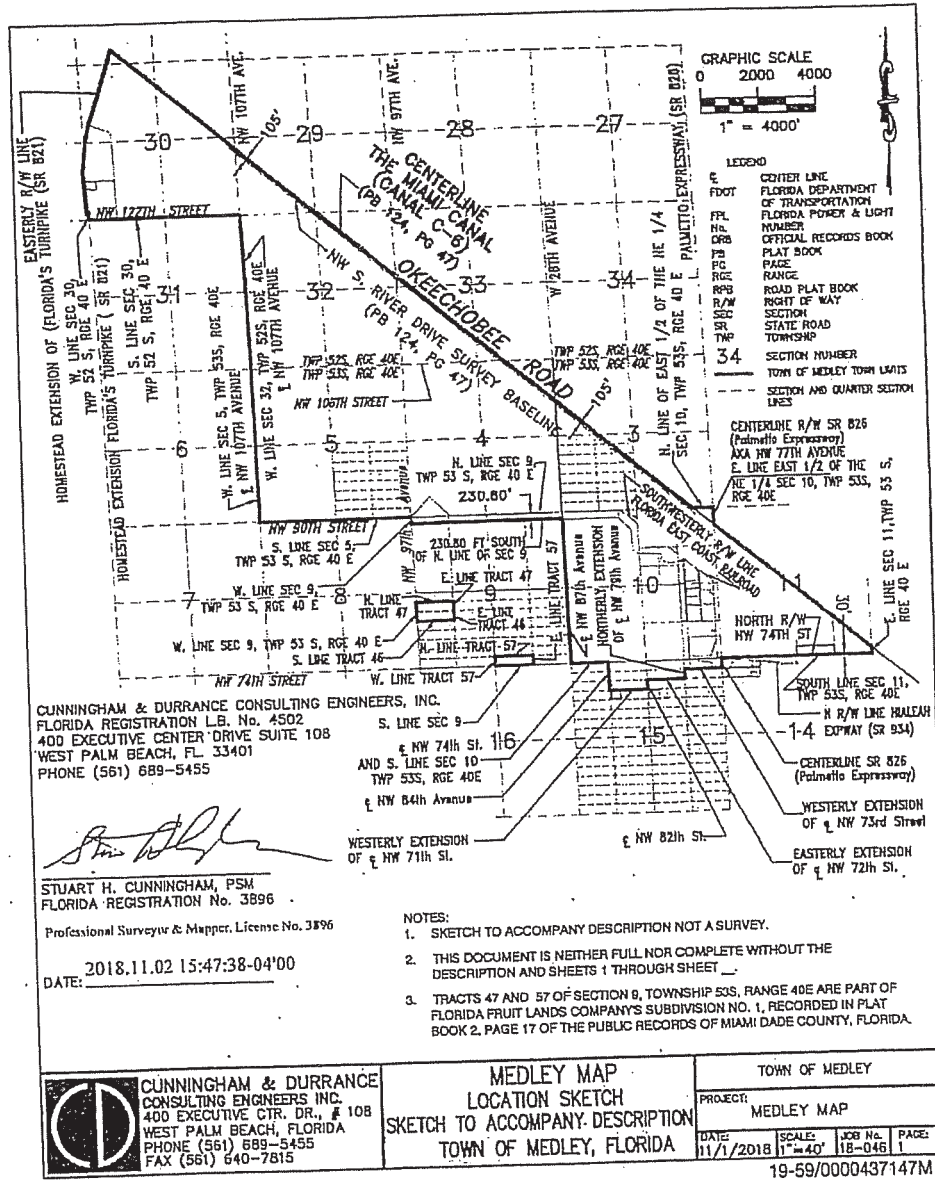 GRAPHIC SCALE
0 2000 4000
1" = 4000'
LEGEND
℄ CENTER LINE
FDOT FLORIDA DEPARTMENT
OF TRANSPORTATION
FPL FLORIDA POWER & LIGHT
No. NUMBER
ORB OFFICIAL RECORDS BOOK
PB PLAT BOOK
PG PAGE
RGE RANGE
RPB ROAD PLAT BOOK
R/W RIGHT OF WAY
SEC SECTION
SR STATE ROAD
TWP TOWNSHIP
34 SECTION NUMBER
TOWN OF MEDLEY TOWN LIMITS
SECTION AND QUARTER SECTION
LINES
EASTERLY R/W LINE
HOMESTEAD EXTENSION OF (FLORIDA'S TURNPIKE (SR 821)
NW 107TH AVE.
NW 97TH AVE.
PALMETTO EXPRESSWAY (SR 826)
30
29
28
27
105'
THE CENTERLINE
THE MIAMI CANAL
(CANAL C-6)
(PB 124, PG 47)
OKEECHOBEE ROAD
NW S. RIVER DRIVE SURVEY BASELINE
(PB 124, PG 47)
W 28TH AVENUE
NW 122TH STREET
W. LINE SEC 30,
TWP 52 S, RGE 40 E
HOMESTEAD EXTENSION FLORIDA'S TURNPIKE ( SR 821)
S. LINE SEC 30,
TWP 52 S, RGE 40 E
31
32
33
34
W. LINE SEC 5, TWP 53S, RGE 40E
℄ NW 107TH AVENUE
W. LINE SEC 32, TWP 52S, RGE 40E
℄ NW 107TH AVENUE
TWP 52S, RGE 40E
TWP 53S, RGE 40E
TWP 52S, RGE 40E
TWP 53S, RGE 40E
NW 106TH STREET
105'
N. LINE OF EAST 1/2 OF THE NE 1/4
SEC 10, TWP 53S, RGE 40 E
CENTERLINE R/W SR 826
(Palmetto Expressway)
AKA NW 77TH AVENUE
E. LINE EAST 1/2 OF THE
NE 1/4 SEC 10, TWP 53S,
RGE 40E
6
5
4
3
N. LINE SEC 9
TWP 53 S, RGE 40 E
230.80'
NW 90TH STREET
S. LINE SEC 5,
TWP 53 S, RGE 40 E
NW 97th Avenue
230.80 FT SOUTH
OF N. LINE OF SEC 9
SOUTHWESTERLY R/W LINE
FLORIDA EAST COAST RAILROAD
E. LINE SEC 11, TWP 53 S,
RGE 40 E
W. LINE SEC 9,
TWP 53 S, RGE 40 E
7
8
9
10
11
E. LINE TRACT 47
N. LINE
TRACT 47
E. LINE
TRACT 46
W. LINE SEC 9, TWP 53 S, RGE 40 E
S. LINE TRACT 46
N. LINE TRACT 57
W. LINE TRACT 57
E. LINE TRACT 57
℄ NW 87th Avenue
NORTHERLY EXTENSION
OF ℄ NW 79th Avenue
NORTH R/W
NW 74TH ST
30'
NW 74TH STREET
SOUTH LINE SEC 11,
TWP 53S, RGE 40E
N R/W LINE HIALEAH
EXPWAY (SR 934)
CENTERLINE SR 826
(Palmetto Expressway)
16
15
14
S. LINE SEC 9
℄ NW 74th St.
AND S. LINE SEC 10
TWP 53S, RGE 40E
℄ NW 84th Avenue
WESTERLY EXTENSION
OF ℄ NW 71th St.
℄ NW 82th St.
WESTERLY EXTENSION
OF ℄ NW 73rd Street
EASTERLY EXTENSION
OF ℄ NW 72th St.
CUNNINGHAM & DURRANCE CONSULTING ENGINEERS, INC.
FLORIDA REGISTRATION L.B. No. 4502
400 EXECUTIVE CENTER DRIVE SUITE 108
WEST PALM BEACH, FL. 33401
PHONE (561) 689-5455
STUART H. CUNNINGHAM, PSM
FLORIDA REGISTRATION No. 3896
Professional Surveyor & Mapper, License No. 3896
DATE: 2018.11.02 15:47:38-04'00
NOTES:
1. SKETCH TO ACCOMPANY DESCRIPTION NOT A SURVEY.
2. THIS DOCUMENT IS NEITHER FULL NOR COMPLETE WITHOUT THE
DESCRIPTION AND SHEETS 1 THROUGH SHEET __.
3. TRACTS 47 AND 57 OF SECTION 9, TOWNSHIP 53S, RANGE 40E ARE PART OF
FLORIDA FRUIT LANDS COMPANY'S SUBDIVISION NO. 1, RECORDED IN PLAT
BOOK 2, PAGE 17 OF THE PUBLIC RECORDS OF MIAMI DADE COUNTY, FLORIDA.
CUNNINGHAM & DURRANCE
CONSULTING ENGINEERS INC.
400 EXECUTIVE CTR. DR., # 108
WEST PALM BEACH, FLORIDA
PHONE (561) 689-5455
FAX (561) 640-7815
MEDLEY MAP
LOCATION SKETCH
SKETCH TO ACCOMPANY DESCRIPTION
TOWN OF MEDLEY, FLORIDA
TOWN OF MEDLEY
PROJECT:
MEDLEY MAP
DATE: 11/1/2018
SCALE: 1"=40'
JOB No. 18-046
PAGE: 1
19-59/0000437147M